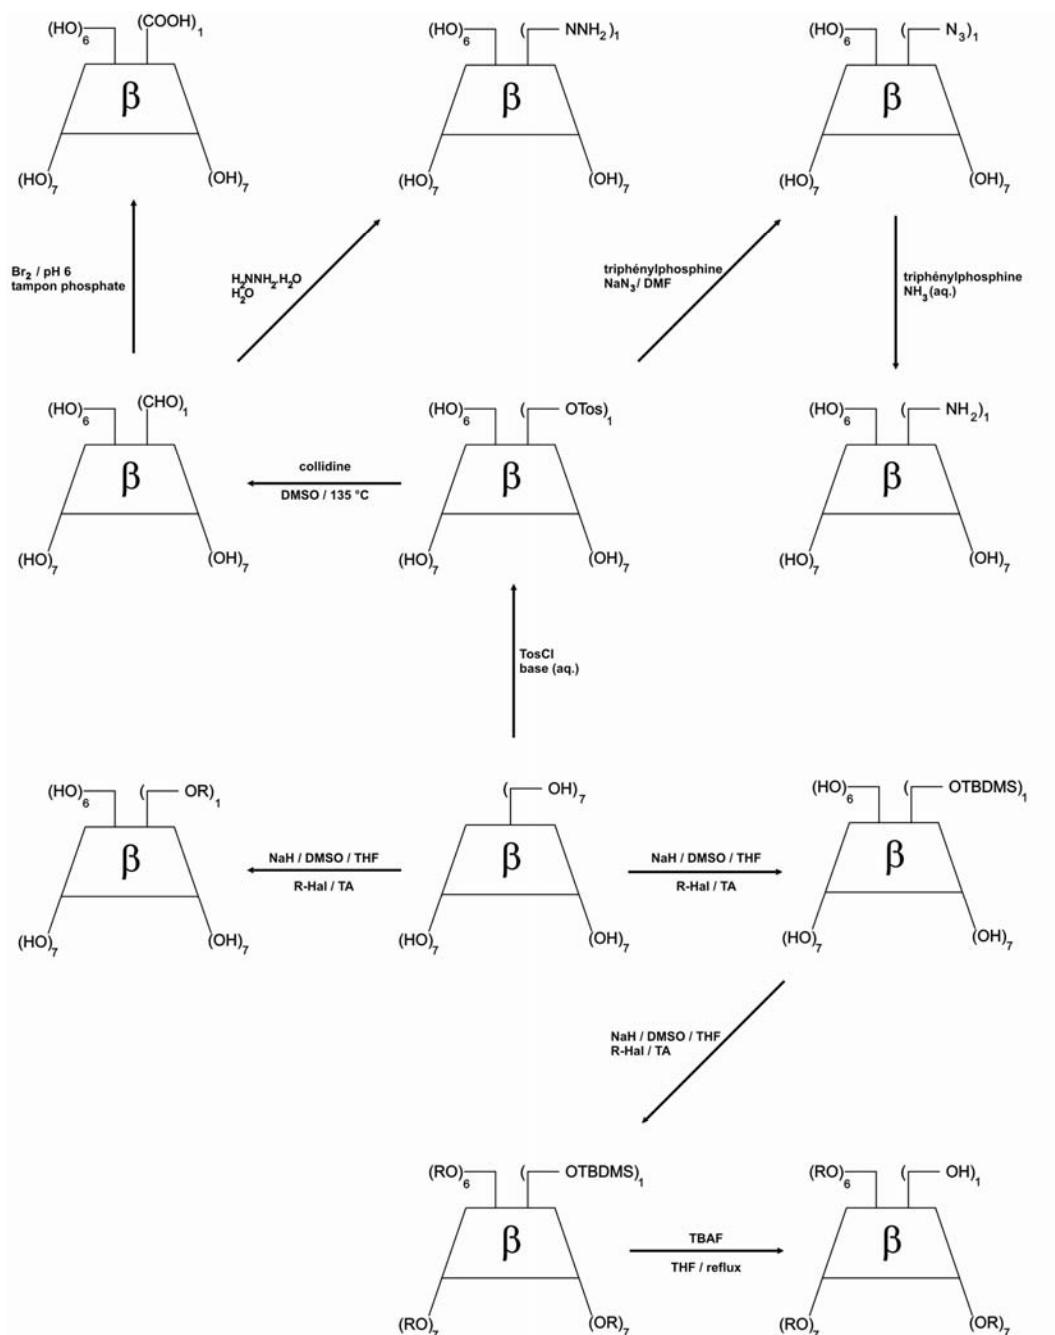 (HO)6 (COOH)1
β
(HO)7 (OH)7
(HO)6 ( NNH2)1
β
(HO)7 (OH)7
(HO)6 ( N3)1
β
(HO)7 (OH)7
Br2 / pH 6
tampon phosphate
H2NNH2.H2O
H2O
triphénylphosphine
NaN3 / DMF
triphénylphosphine
NH3 (aq.)
(HO)6 (CHO)1
β
(HO)7 (OH)7
collidine
DMSO / 135 °C
(HO)6 ( OTos)1
β
(HO)7 (OH)7
(HO)6 ( NH2)1
β
(HO)7 (OH)7
TosCl
base (aq.)
(HO)6 ( OR)1
β
(HO)7 (OH)7
NaH / DMSO / THF
R-Hal / TA
( OH)7
β
(HO)7 (OH)7
NaH / DMSO / THF
R-Hal / TA
(HO)6 ( OTBDMS)1
β
(HO)7 (OH)7
NaH / DMSO / THF
R-Hal / TA
(RO)6 ( OTBDMS)1
β
(RO)7 (OR)7
TBAF
THF / reflux
(RO)6 ( OH)1
β
(RO)7 (OR)7